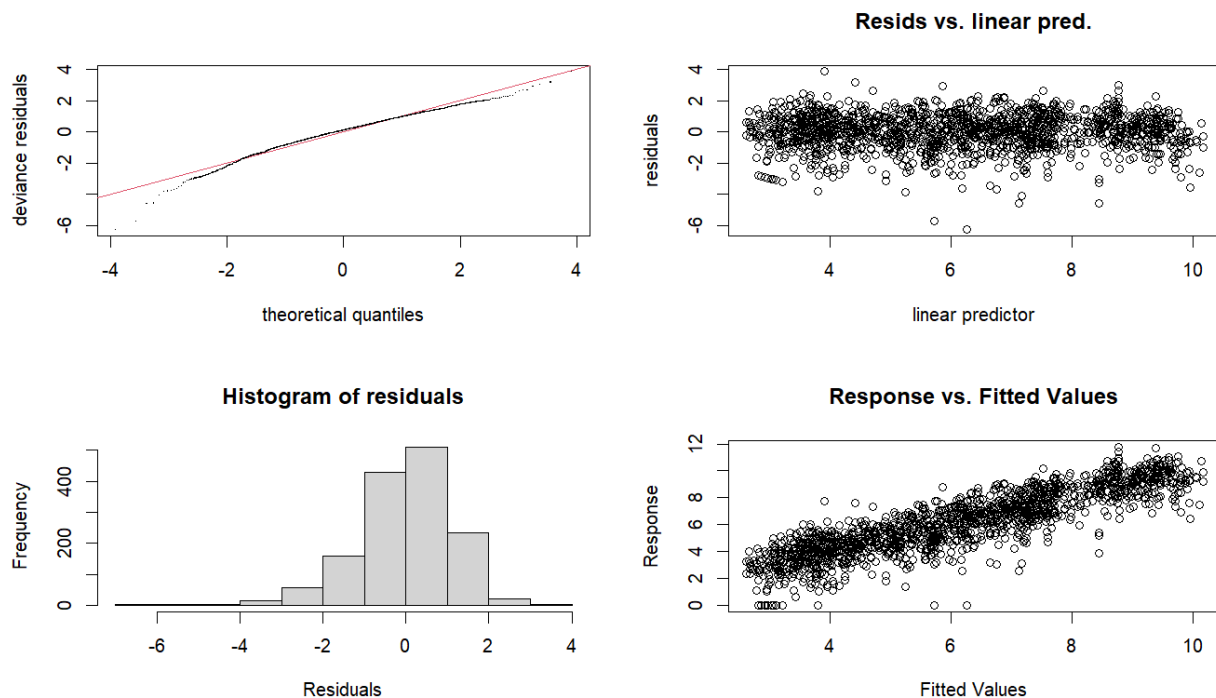 deviance residuals
4
2
0
-2
-6
-4 -2 0 2 4
theoretical quantiles
Resids vs. linear pred.
residuals
4
2
0
-2
-6
4 6 8 10
linear predictor
Histogram of residuals
Frequency
400
200
0
-6 -4 -2 0 2 4
Residuals
Response vs. Fitted Values
Response
12
8
6
4
2
0
4 6 8 10
Fitted Values